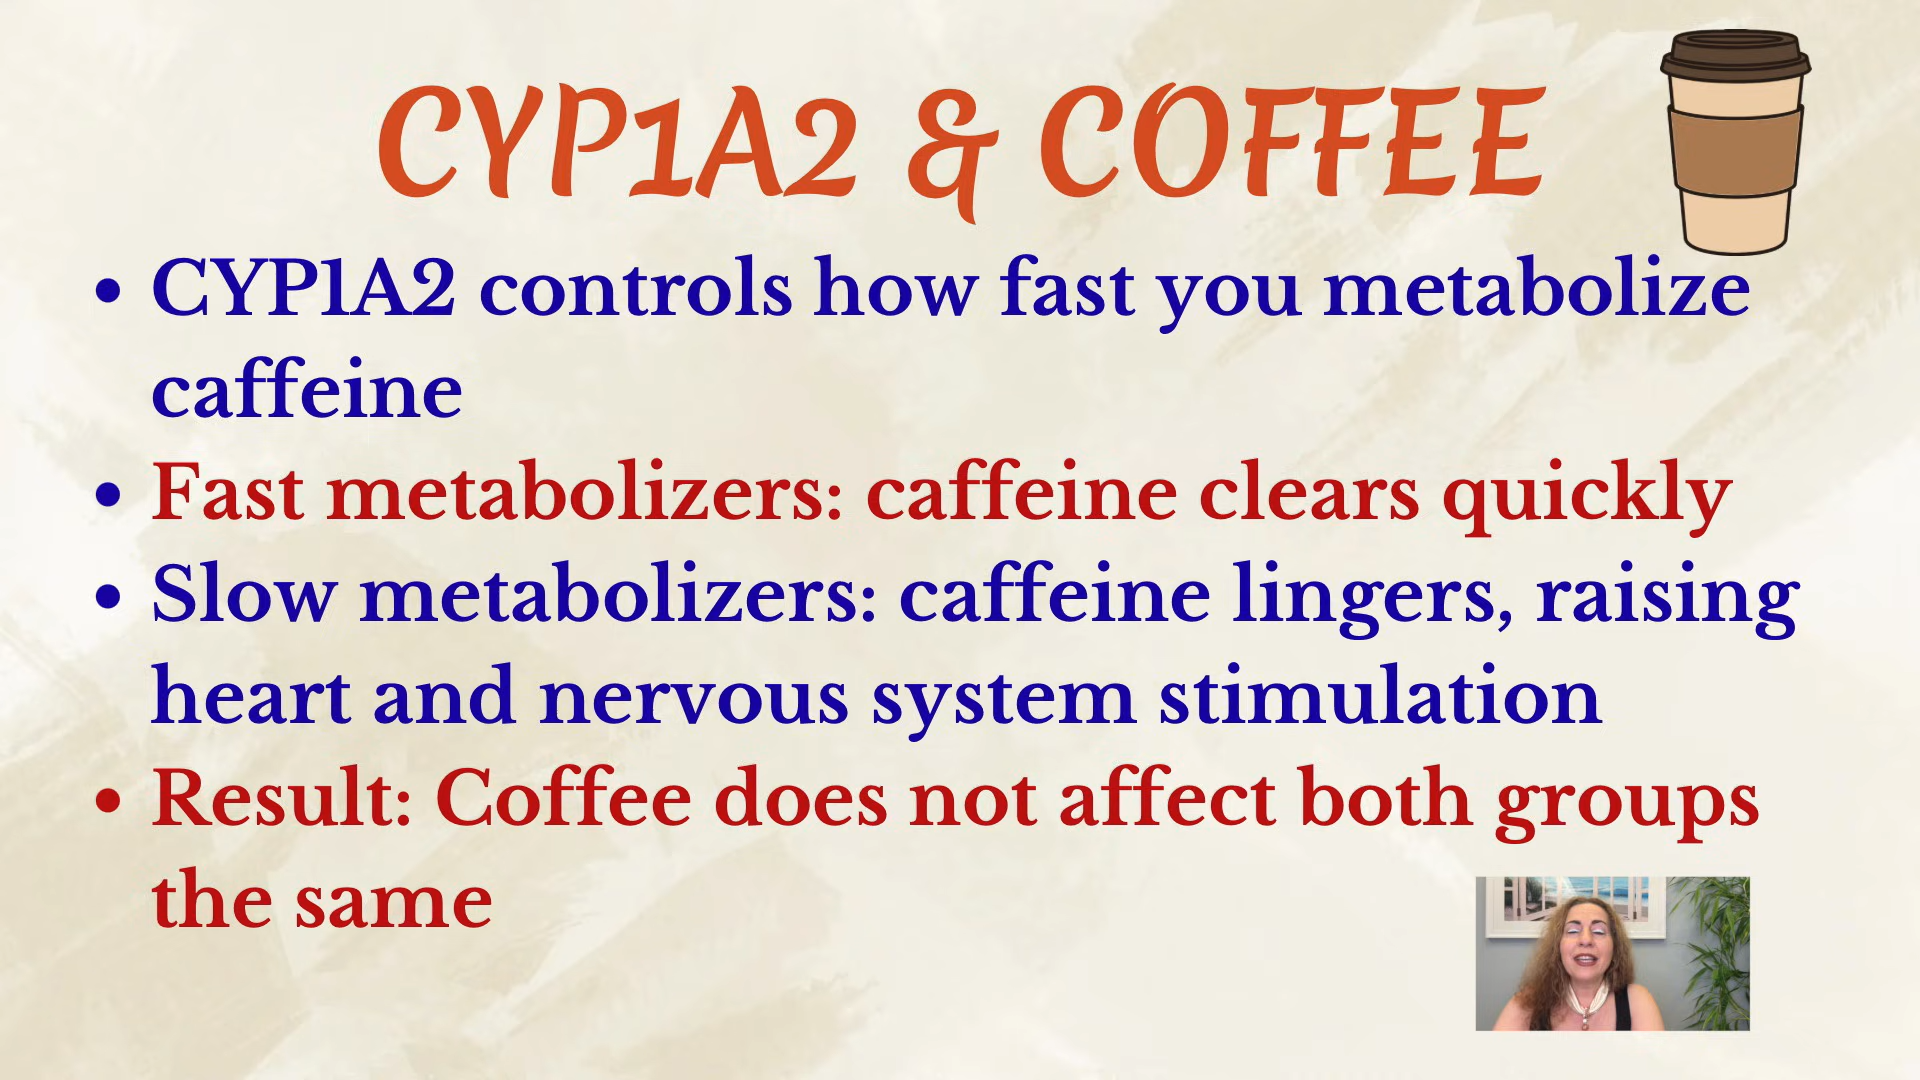 CYP1A2 & COFFEE
• CYP1A2 controls how fast you metabolize
caffeine
• Fast metabolizers: caffeine clears quickly
• Slow metabolizers: caffeine lingers, raising
heart and nervous system stimulation
• Result: Coffee does not affect both groups
the same